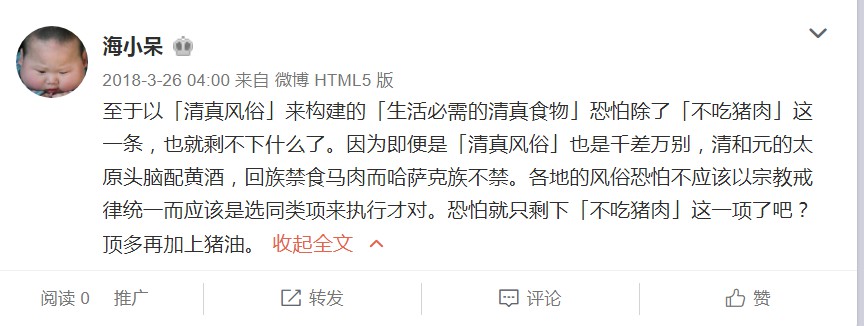 海小呆
2018-3-26 04:00 来自 微博 HTML5 版
至于以「清真风俗」来构建的「生活必需的清真食物」恐怕除了「不吃猪肉」这
一条，也就剩不下什么了。因为即便是「清真风俗」也是千差万别，清和元的太
原头脑配黄酒，回族禁食马肉而哈萨克族不禁。各地的风俗恐怕不应该以宗教戒
律统一而应该是选同类项来执行才对。恐怕就只剩下「不吃猪肉」这一项了吧？
顶多再加上猪油。 收起全文
阅读 0 推广 转发 评论 赞